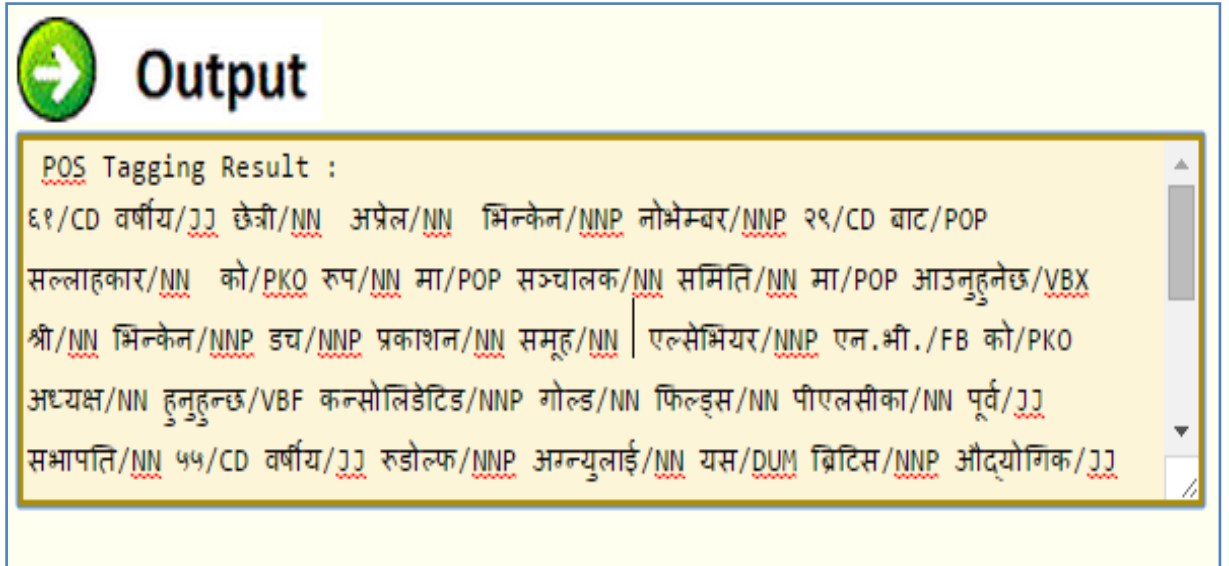 Output
POS Tagging Result :
६१/CD वर्षीय/JJ छेत्री/NN अप्रेल/NN भिन्केन/NNP नोभेम्बर/NNP २९/CD बाट/POP
सल्लाहकार/NN को/PKO रुप/NN मा/POP सञ्चालक/NN समिति/NN मा/POP आउनुहुनेछ/VBX
श्री/NN भिन्केन/NNP डच/NNP प्रकाशन/NN समूह/NN एल्सेभियर/NNP एन.भी./FB को/PKO
अध्यक्ष/NN हुनुहुन्छ/VBF कन्सोलिडेटिड/NNP गोल्ड/NN फिल्ड्स/NN पीएलसीका/NN पूर्व/JJ
सभापति/NN ५५/CD वर्षीय/JJ रुडोल्फ/NNP अग्न्युलाई/NN यस/DUM ब्रिटिस/NNP औद्योगिक/JJ